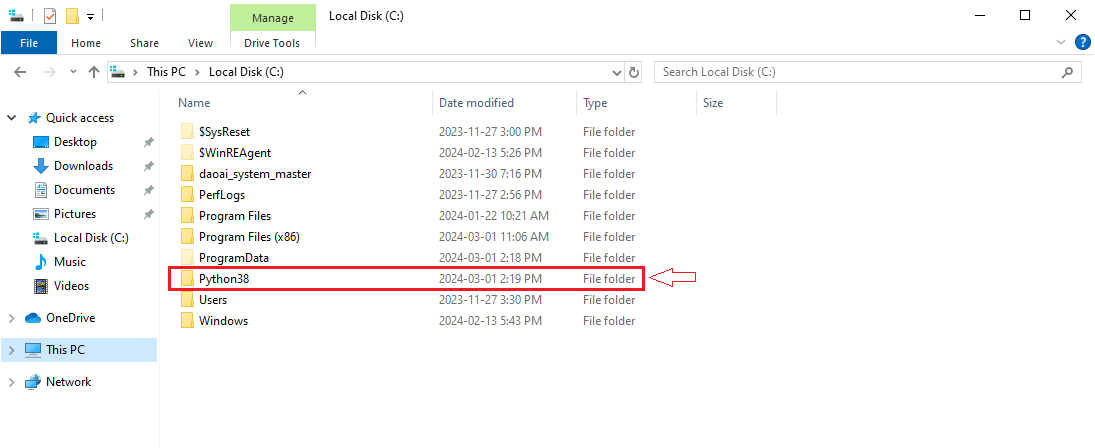 Manage
Local Disk (C:)
File
Home
Share
View
Drive Tools
This PC
Local Disk (C:)
Search Local Disk (C:)
Name
Date modified
Type
Size
Quick access
Desktop
Downloads
Documents
Pictures
Local Disk (C:)
Music
Videos
OneDrive
This PC
Network
$SysReset 2023-11-27 3:00 PM File folder
$WinREAgent 2024-02-13 5:26 PM File folder
daoai_system_master 2023-11-30 7:16 PM File folder
PerfLogs 2023-11-27 2:56 PM File folder
Program Files 2024-01-22 10:21 AM File folder
Program Files (x86) 2024-03-01 11:06 AM File folder
ProgramData 2024-03-01 2:18 PM File folder
Python38 2024-03-01 2:19 PM File folder
Users 2023-11-27 3:30 PM File folder
Windows 2024-02-13 5:43 PM File folder